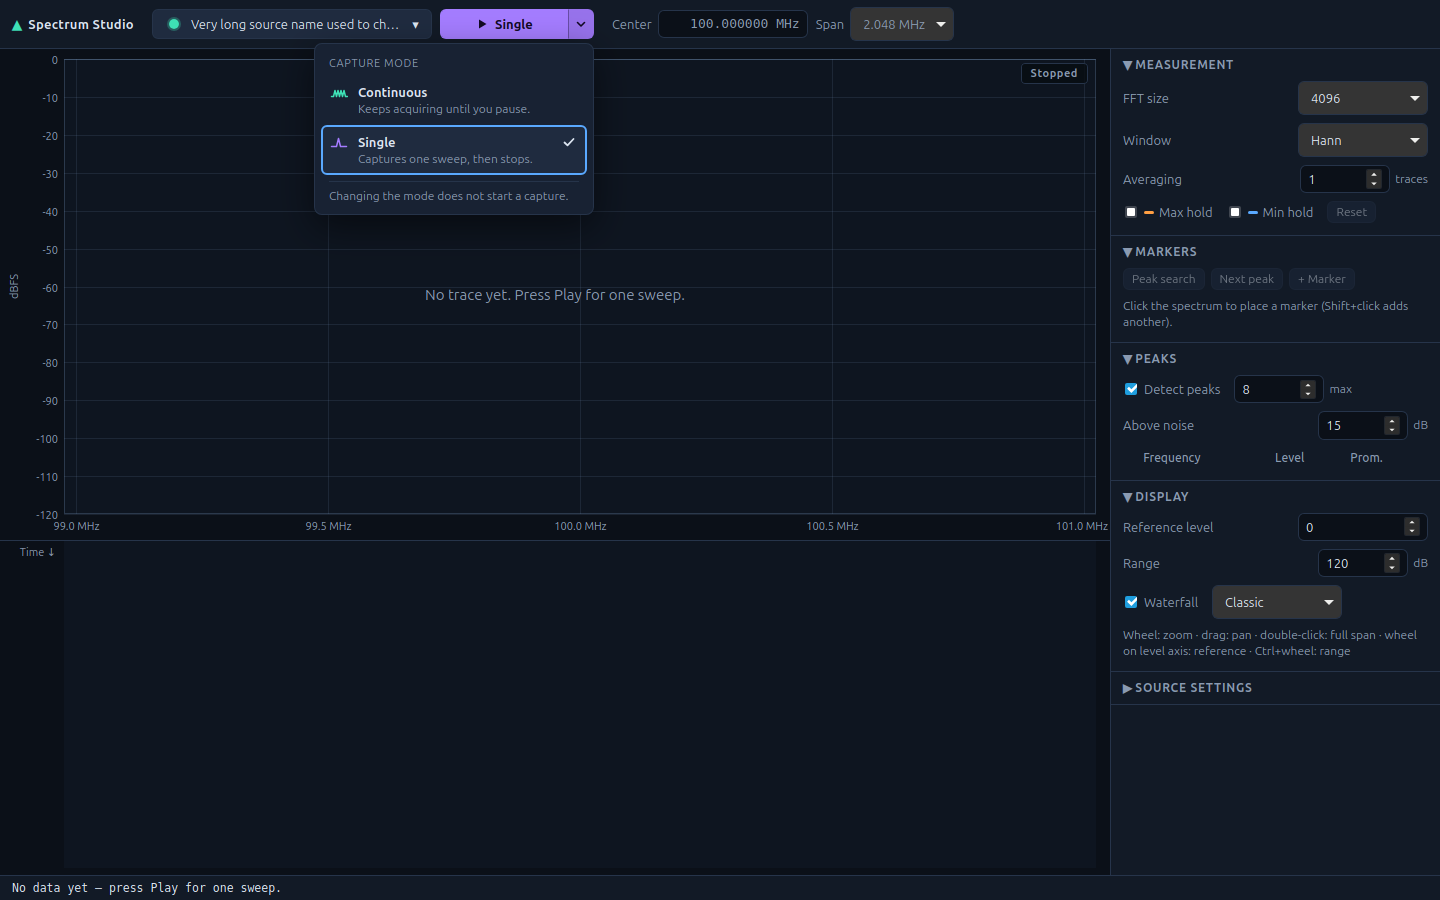 ▲ Spectrum Studio
Very long source name used to ch... ▾
Single
Center 100.000000 MHz
Span 2.048 MHz
CAPTURE MODE
Continuous
Keeps acquiring until you pause.
Single
Captures one sweep, then stops.
Changing the mode does not start a capture.
Stopped
No trace yet. Press Play for one sweep.
dBFS
0
-10
-20
-30
-40
-50
-60
-70
-80
-90
-100
-110
-120
99.0 MHz
99.5 MHz
100.0 MHz
100.5 MHz
101.0 MHz
Time ↓
▼ MEASUREMENT
FFT size 4096
Window Hann
Averaging 1 traces
Max hold Min hold Reset
▼ MARKERS
Peak search Next peak + Marker
Click the spectrum to place a marker (Shift+click adds
another).
▼ PEAKS
Detect peaks 8 max
Above noise 15 dB
Frequency Level Prom.
▼ DISPLAY
Reference level 0
Range 120 dB
Waterfall Classic
Wheel: zoom · drag: pan · double-click: full span · wheel
on level axis: reference · Ctrl+wheel: range
▶ SOURCE SETTINGS
No data yet — press Play for one sweep.